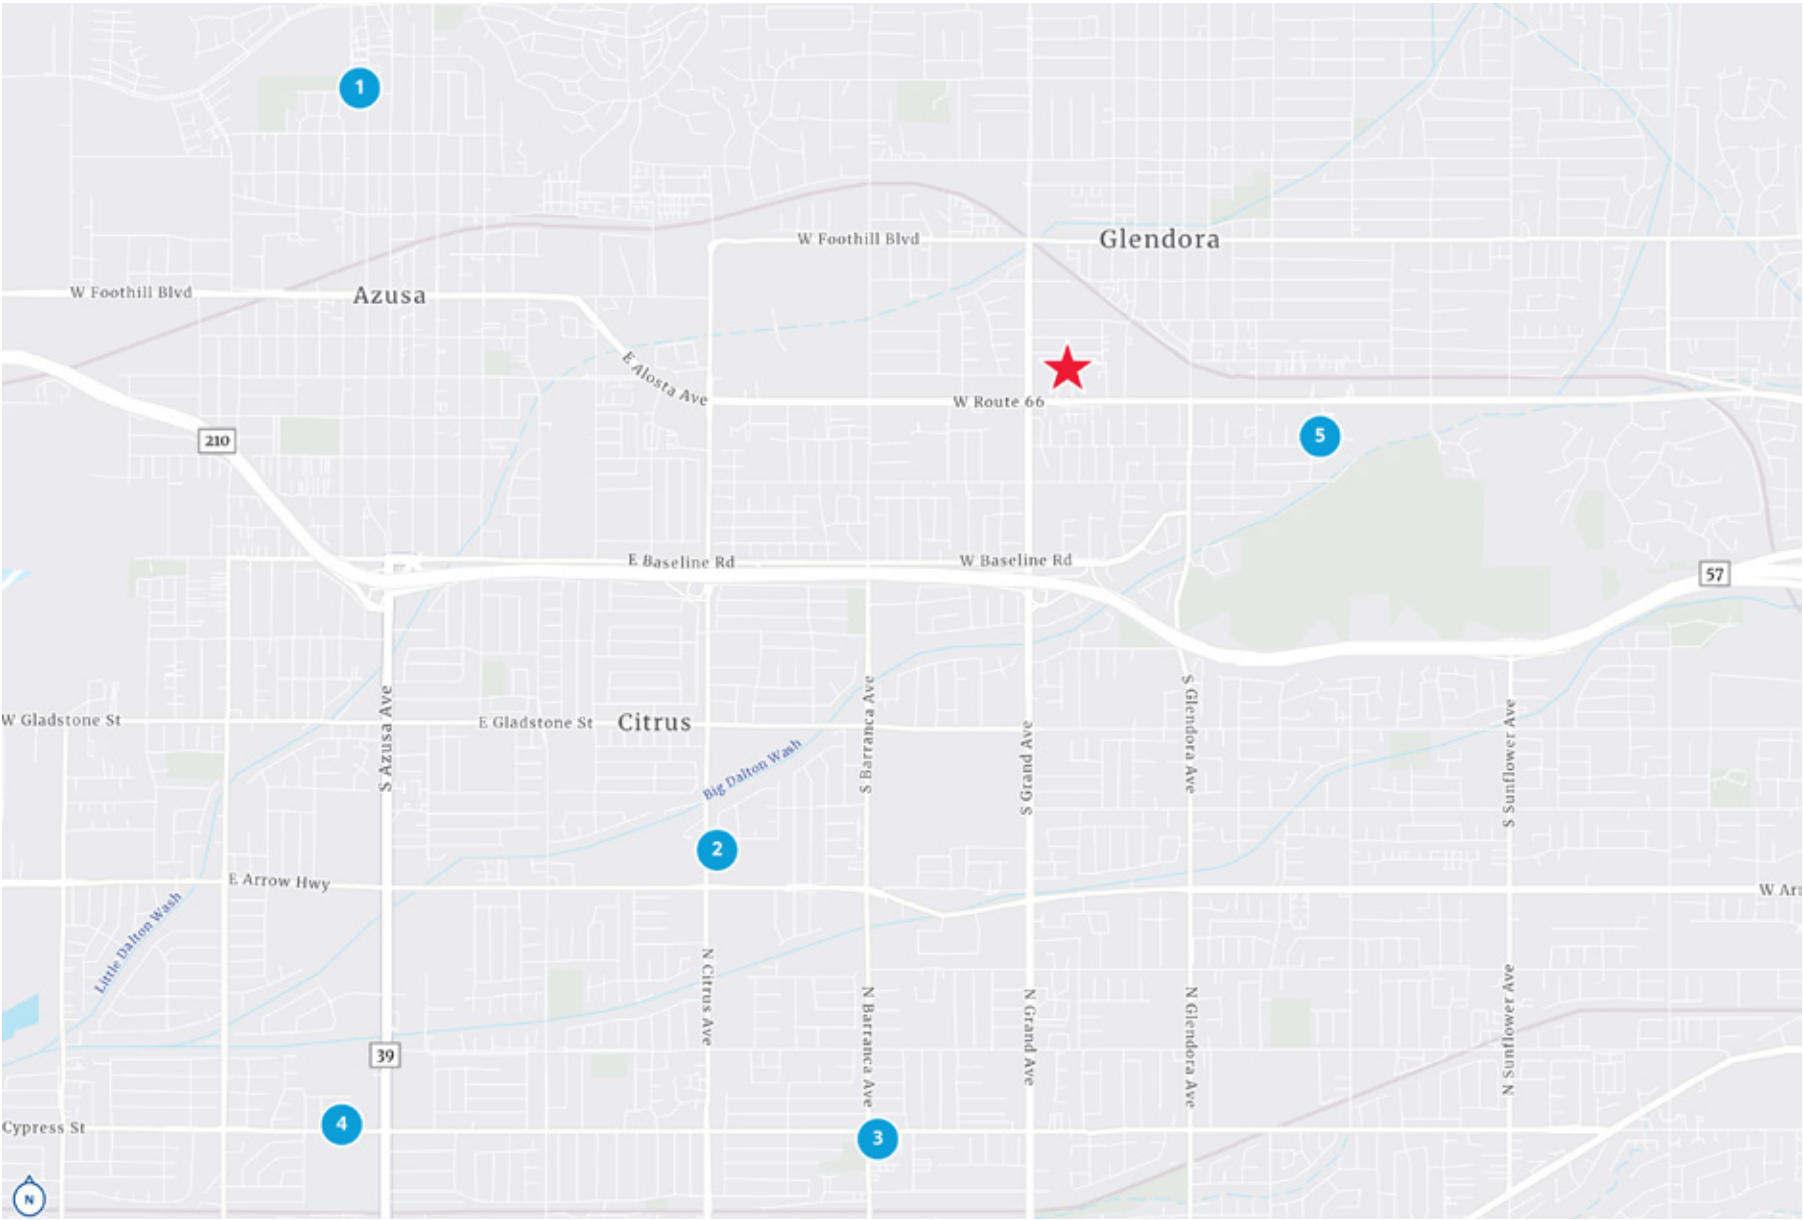 1
W Foothill Blvd
Glendora
W Foothill Blvd
Azusa
E Alosta Ave
W Route 66
5
210
E Baseline Rd
W Baseline Rd
57
W Gladstone St
E Gladstone St
Citrus
S Azusa Ave
Big Dalton Wash
S Barranca Ave
S Grand Ave
S Glendora Ave
S Sunflower Ave
2
E Arrow Hwy
W Arr
Little Dalton Wash
N Citrus Ave
N Barranca Ave
N Grand Ave
N Glendora Ave
N Sunflower Ave
39
Cypress St
4
3
N